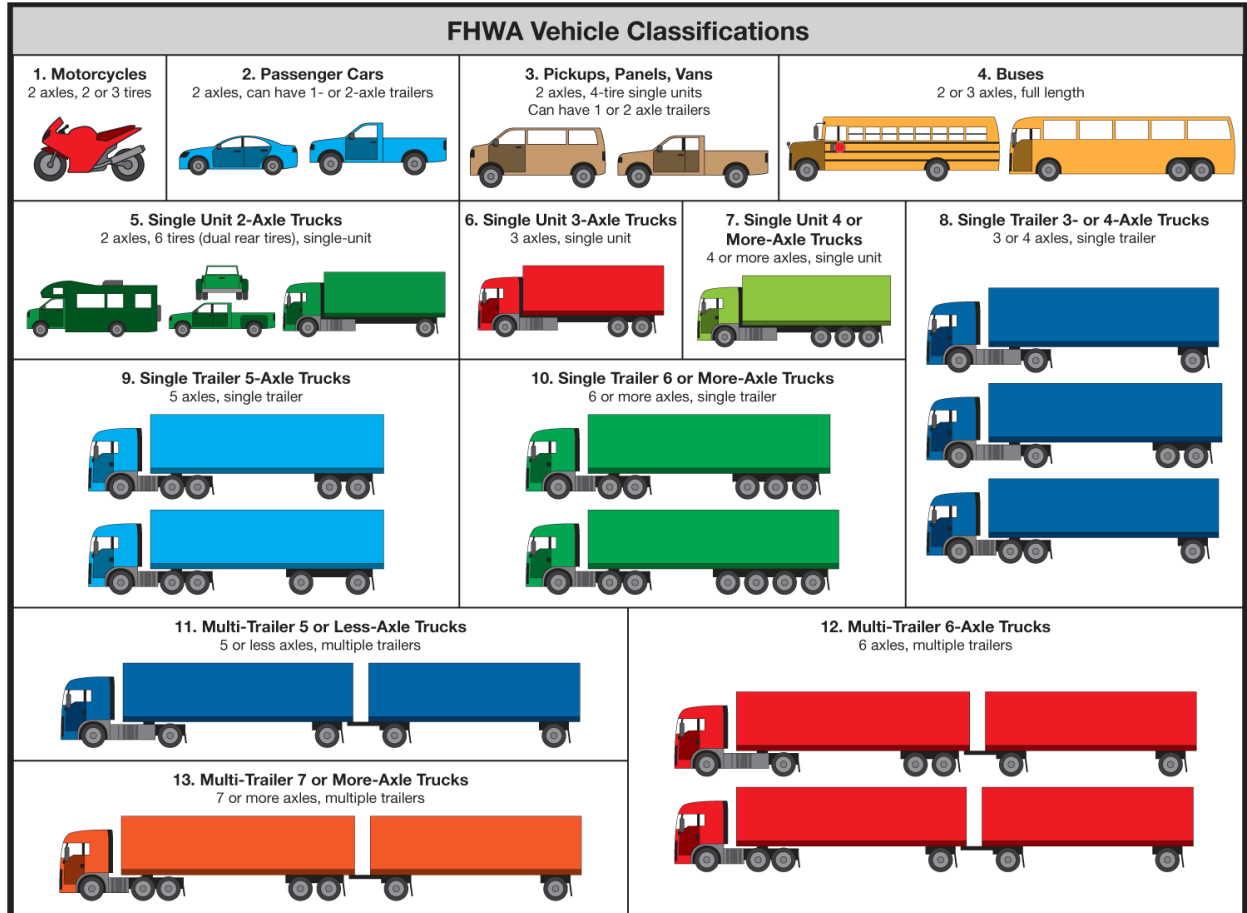 FHWA Vehicle Classifications
1. Motorcycles
2 axles, 2 or 3 tires
2. Passenger Cars
2 axles, can have 1- or 2-axle trailers
3. Pickups, Panels, Vans
2 axles, 4-tire single units
Can have 1 or 2 axle trailers
4. Buses
2 or 3 axles, full length
5. Single Unit 2-Axle Trucks
2 axles, 6 tires (dual rear tires), single-unit
6. Single Unit 3-Axle Trucks
3 axles, single unit
7. Single Unit 4 or
More-Axle Trucks
4 or more axles, single unit
8. Single Trailer 3- or 4-Axle Trucks
3 or 4 axles, single trailer
9. Single Trailer 5-Axle Trucks
5 axles, single trailer
10. Single Trailer 6 or More-Axle Trucks
6 or more axles, single trailer
11. Multi-Trailer 5 or Less-Axle Trucks
5 or less axles, multiple trailers
12. Multi-Trailer 6-Axle Trucks
6 axles, multiple trailers
13. Multi-Trailer 7 or More-Axle Trucks
7 or more axles, multiple trailers